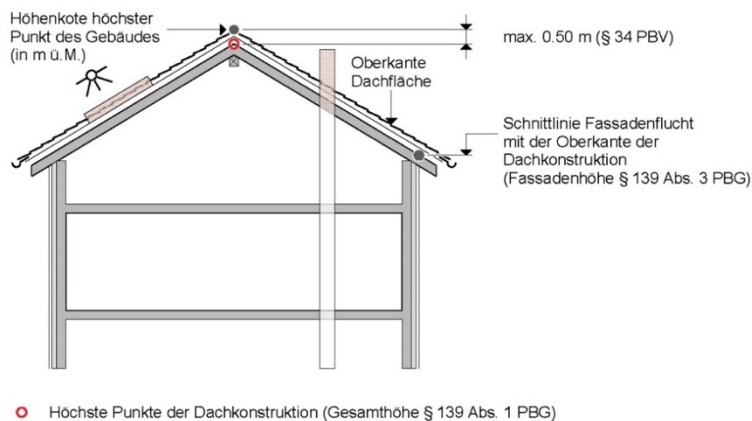 Höhenkote höchster
Punkt des Gebäudes
(in m ü.M.)
max. 0.50 m (§ 34 PBV)
Oberkante
Dachfläche
Schnittlinie Fassadenflucht
mit der Oberkante der
Dachkonstruktion
(Fassadenhöhe § 139 Abs. 3 PBG)
Höchste Punkte der Dachkonstruktion (Gesamthöhe § 139 Abs. 1 PBG)